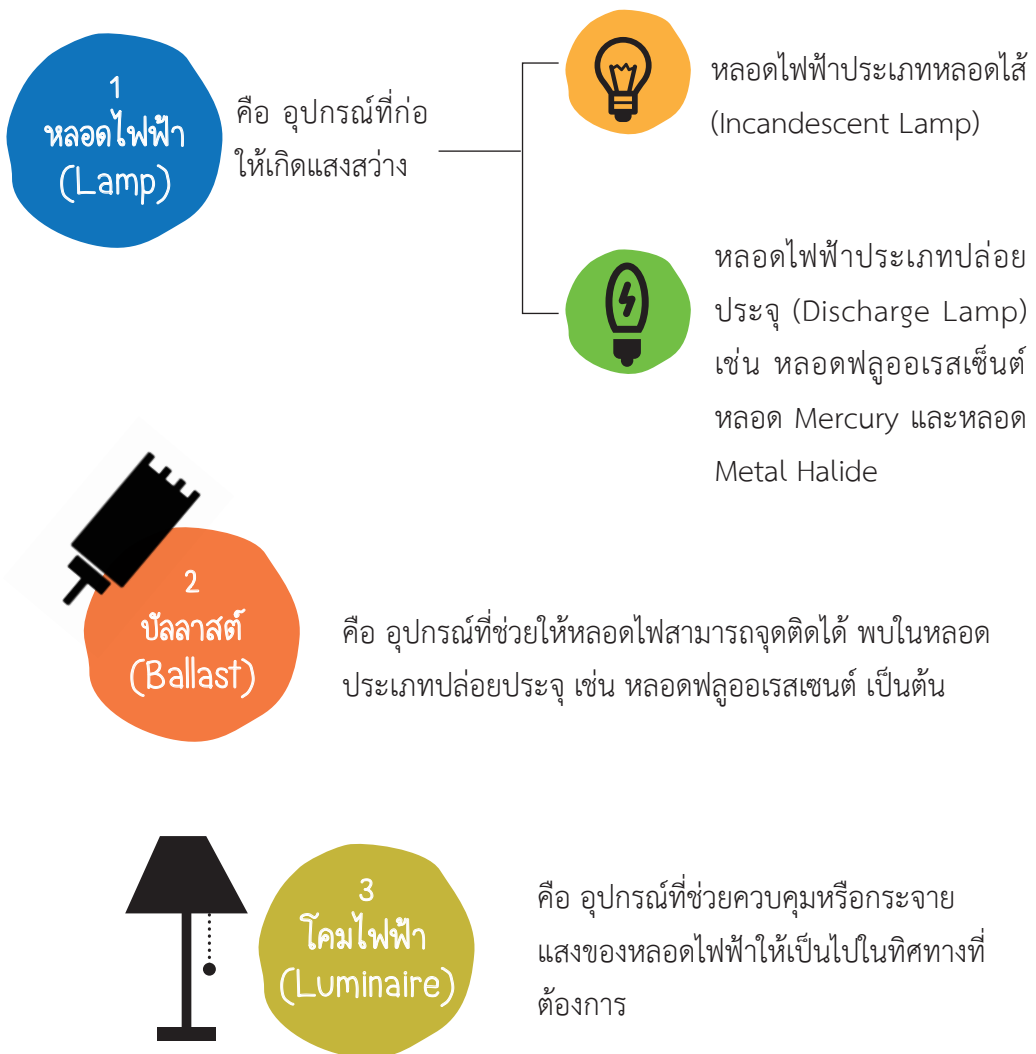 1
หลอดไฟฟ้า
(Lamp)
คือ อุปกรณ์ที่ก่อ
ให้เกิดแสงสว่าง
หลอดไฟฟ้าประเภทหลอดไส้
(Incandescent Lamp)
หลอดไฟฟ้าประเภทปล่อย
ประจุ (Discharge Lamp)
เช่น หลอดฟลูออเรสเซ็นต์
หลอด Mercury และหลอด
Metal Halide
2
บัลลาสต์
(Ballast)
คือ อุปกรณ์ที่ช่วยให้หลอดไฟสามารถจุดติดได้ พบในหลอด
ประเภทปล่อยประจุ เช่น หลอดฟลูออเรสเซนต์ เป็นต้น
3
โคมไฟฟ้า
(Luminaire)
คือ อุปกรณ์ที่ช่วยควบคุมหรือกระจาย
แสงของหลอดไฟฟ้าให้เป็นไปในทิศทางที่
ต้องการ